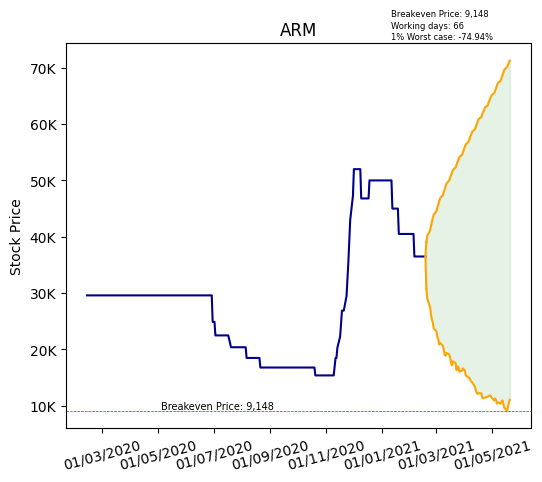 Breakeven Price: 9,148
Working days: 66
1% Worst case: -74.94%
ARM
Stock Price
70K
60K
50K
40K
30K
20K
10K
Breakeven Price: 9,148
01/03/2020
01/05/2020
01/07/2020
01/09/2020
01/11/2020
01/01/2021
01/03/2021
01/05/2021